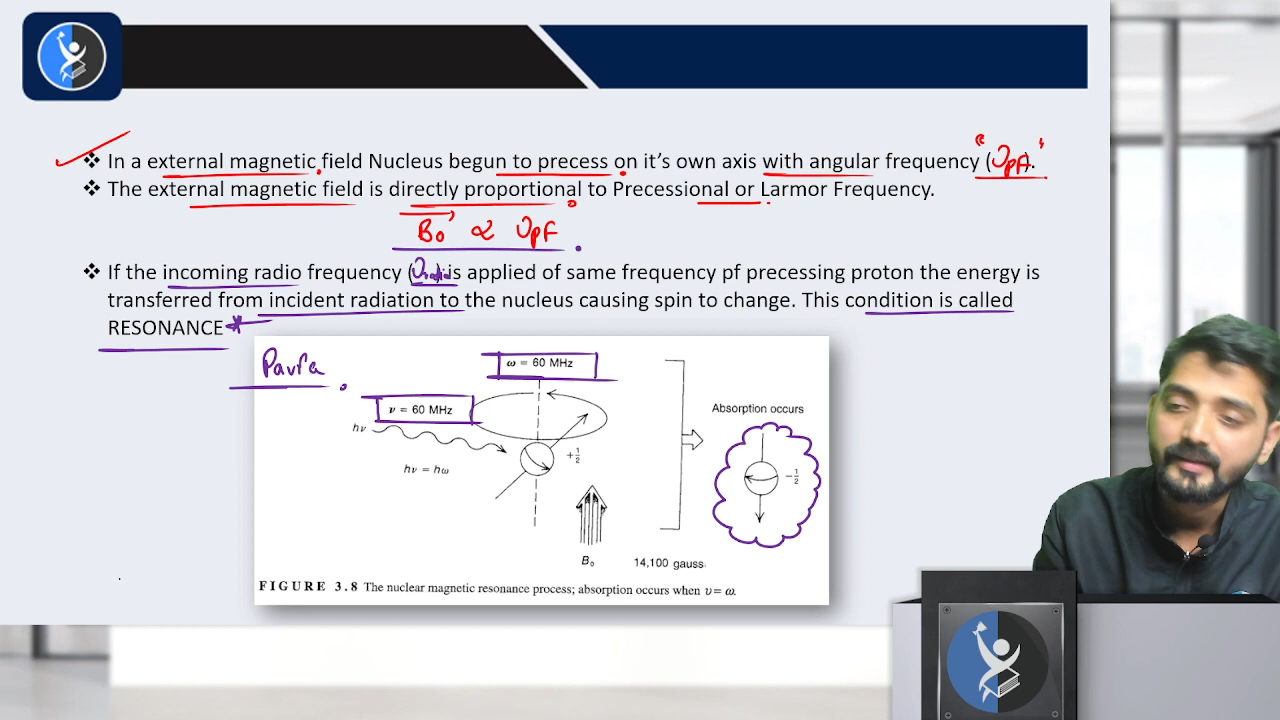 ❖ In a external magnetic field Nucleus begun to precess on it's own axis with angular frequency (υPF).
❖ The external magnetic field is directly proportional to Precessional or Larmor Frequency.
B₀ ∝ υPF
❖ If the incoming radio frequency (υ) is applied of same frequency pf precessing proton the energy is
transferred from incident radiation to the nucleus causing spin to change. This condition is called
RESONANCE
Pavia
ω = 60 MHz
ν = 60 MHz
Absorption occurs
hν
+½
hν = hω
-½
B₀
14,100 gauss
FIGURE 3.8 The nuclear magnetic resonance process; absorption occurs when υ = ω.